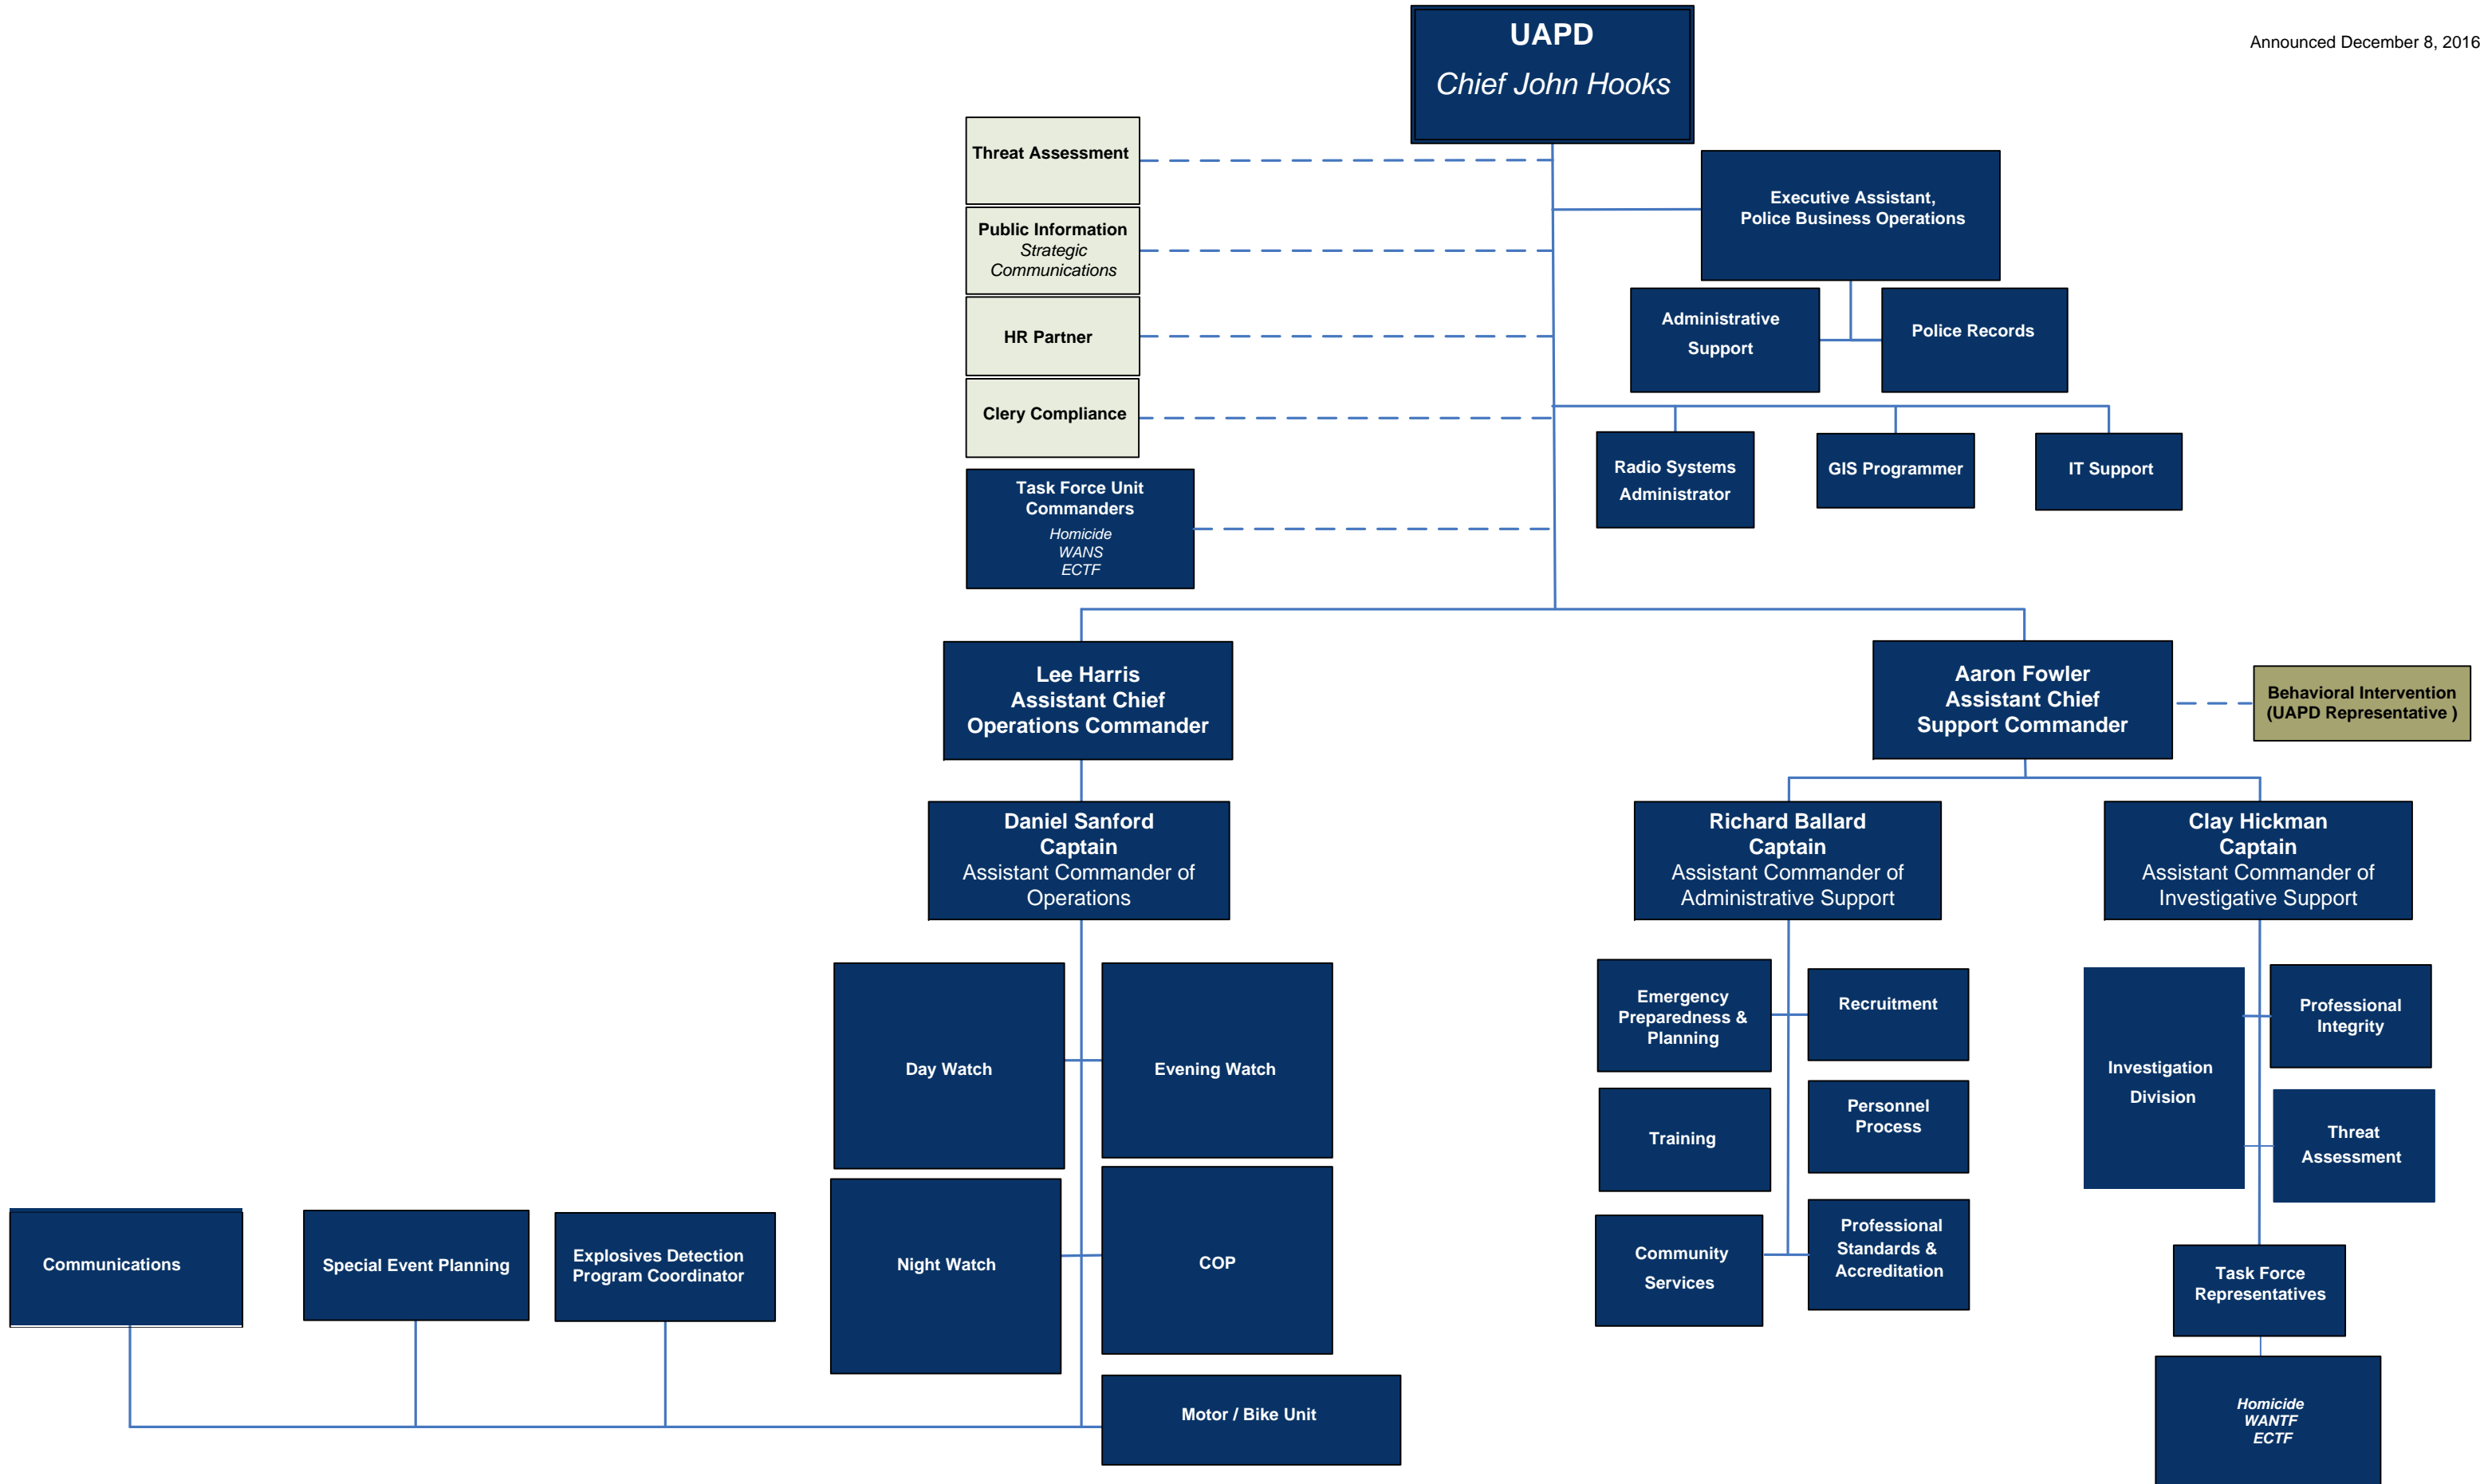 UAPD
Chief John Hooks
Announced December 8, 2016
Threat Assessment
Public Information
Strategic
Communications
HR Partner
Clery Compliance
Task Force Unit
Commanders
Homicide
WANS
ECTF
Executive Assistant,
Police Business Operations
Administrative
Support
Police Records
Radio Systems
Administrator
GIS Programmer
IT Support
Lee Harris
Assistant Chief
Operations Commander
Aaron Fowler
Assistant Chief
Support Commander
Behavioral Intervention
(UAPD Representative )
Daniel Sanford
Captain
Assistant Commander of
Operations
Richard Ballard
Captain
Assistant Commander of
Administrative Support
Clay Hickman
Captain
Assistant Commander of
Investigative Support
Day Watch
Evening Watch
Night Watch
COP
Motor / Bike Unit
Communications
Special Event Planning
Explosives Detection
Program Coordinator
Emergency
Preparedness &
Planning
Recruitment
Training
Personnel
Process
Community
Services
Professional
Standards &
Accreditation
Investigation
Division
Professional
Integrity
Threat
Assessment
Task Force
Representatives
Homicide
WANTF
ECTF